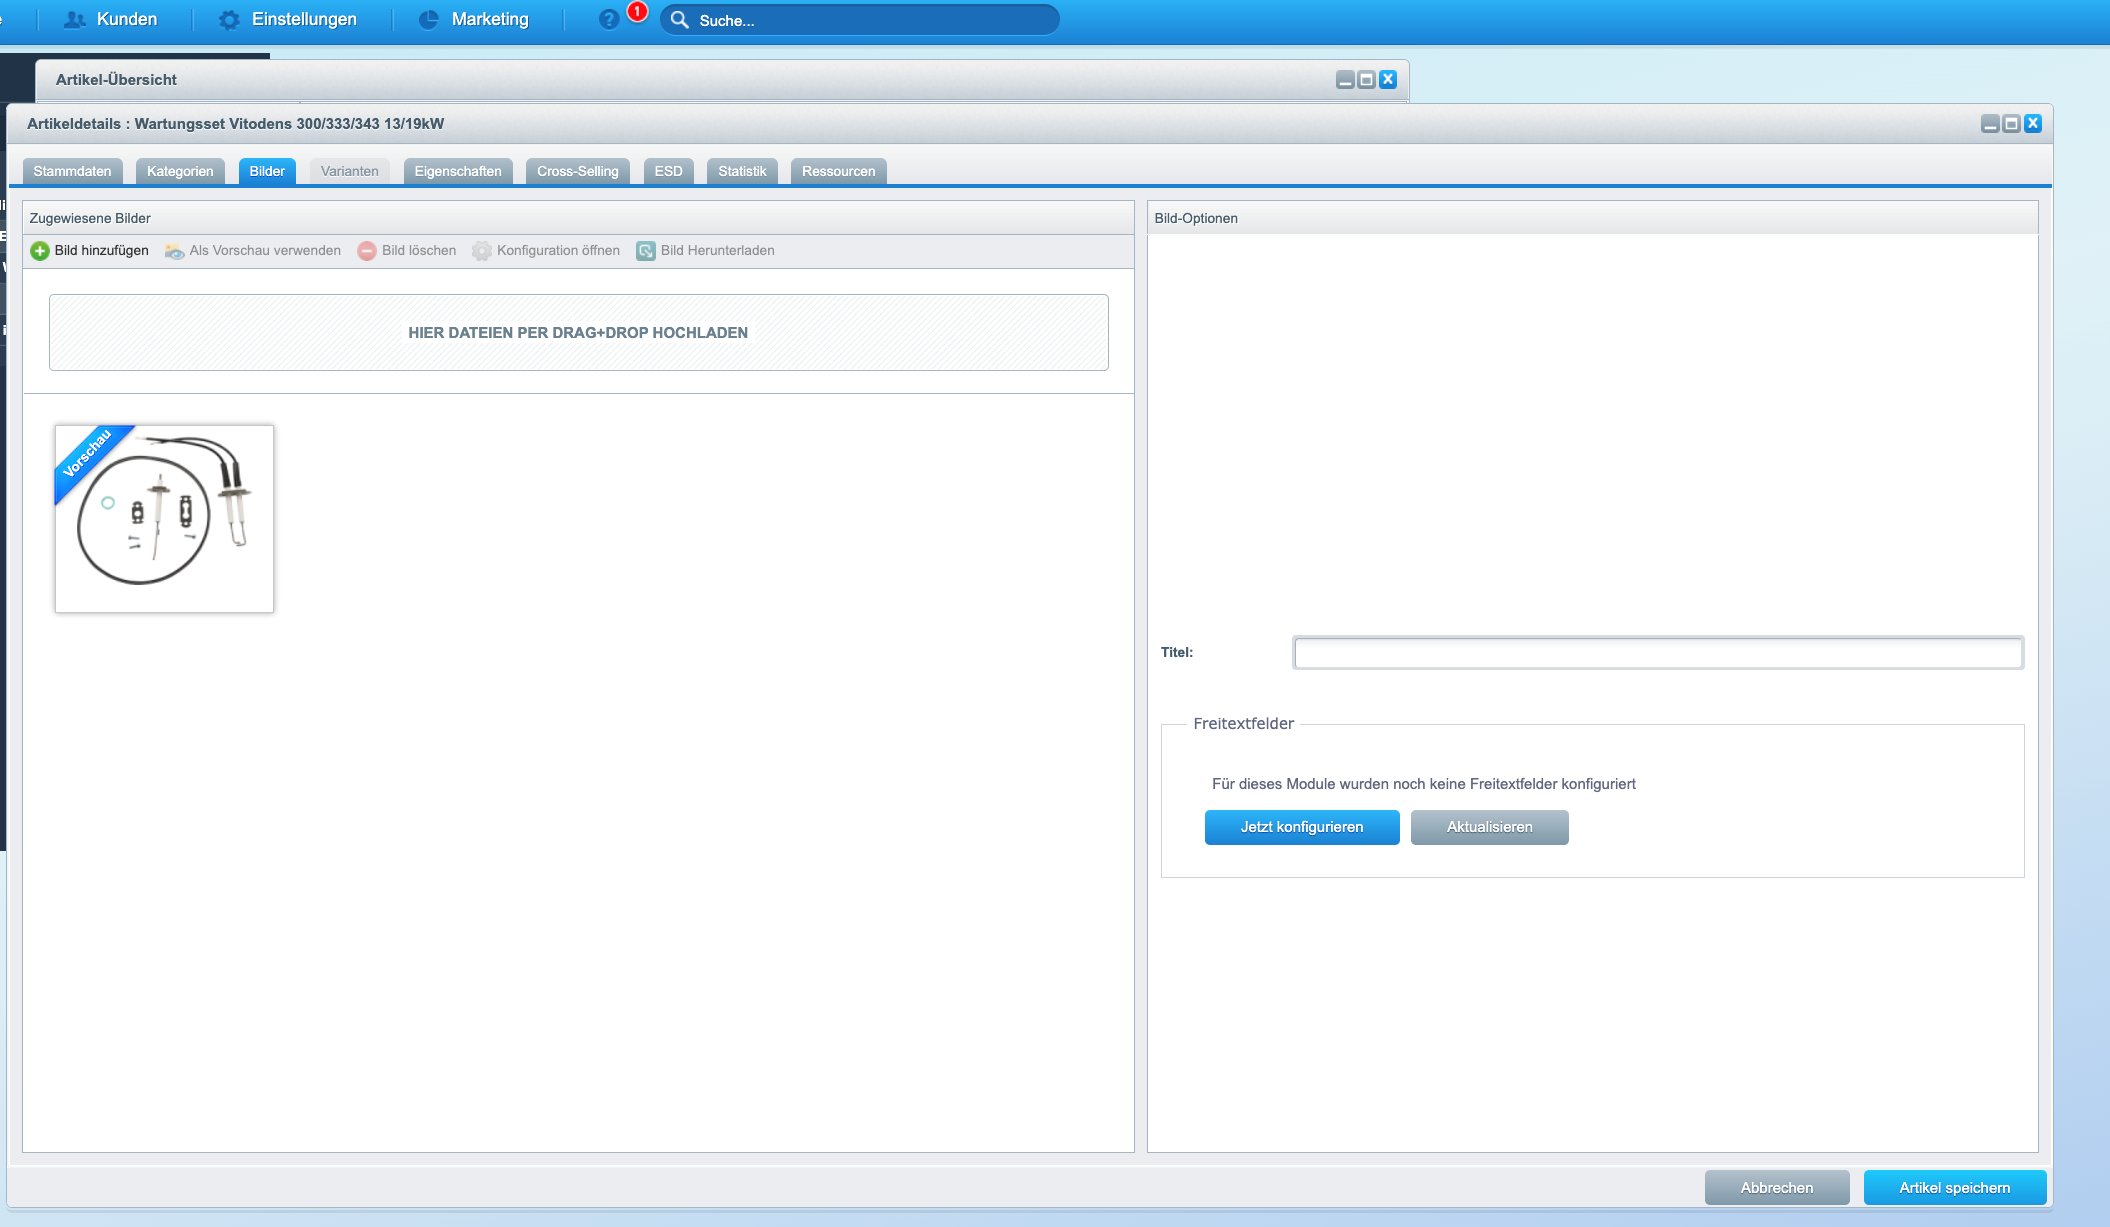 Kunden
Einstellungen
Marketing
?
1
Suche...
Artikel-Übersicht
Artikeldetails : Wartungsset Vitodens 300/333/343 13/19kW
Stammdaten
Kategorien
Bilder
Varianten
Eigenschaften
Cross-Selling
ESD
Statistik
Ressourcen
Zugewiesene Bilder
Bild hinzufügen
Als Vorschau verwenden
Bild löschen
Konfiguration öffnen
Bild Herunterladen
HIER DATEIEN PER DRAG+DROP HOCHLADEN
Vorschau
Bild-Optionen
Titel:
Freitextfelder
Für dieses Module wurden noch keine Freitextfelder konfiguriert
Jetzt konfigurieren
Aktualisieren
Abbrechen
Artikel speichern